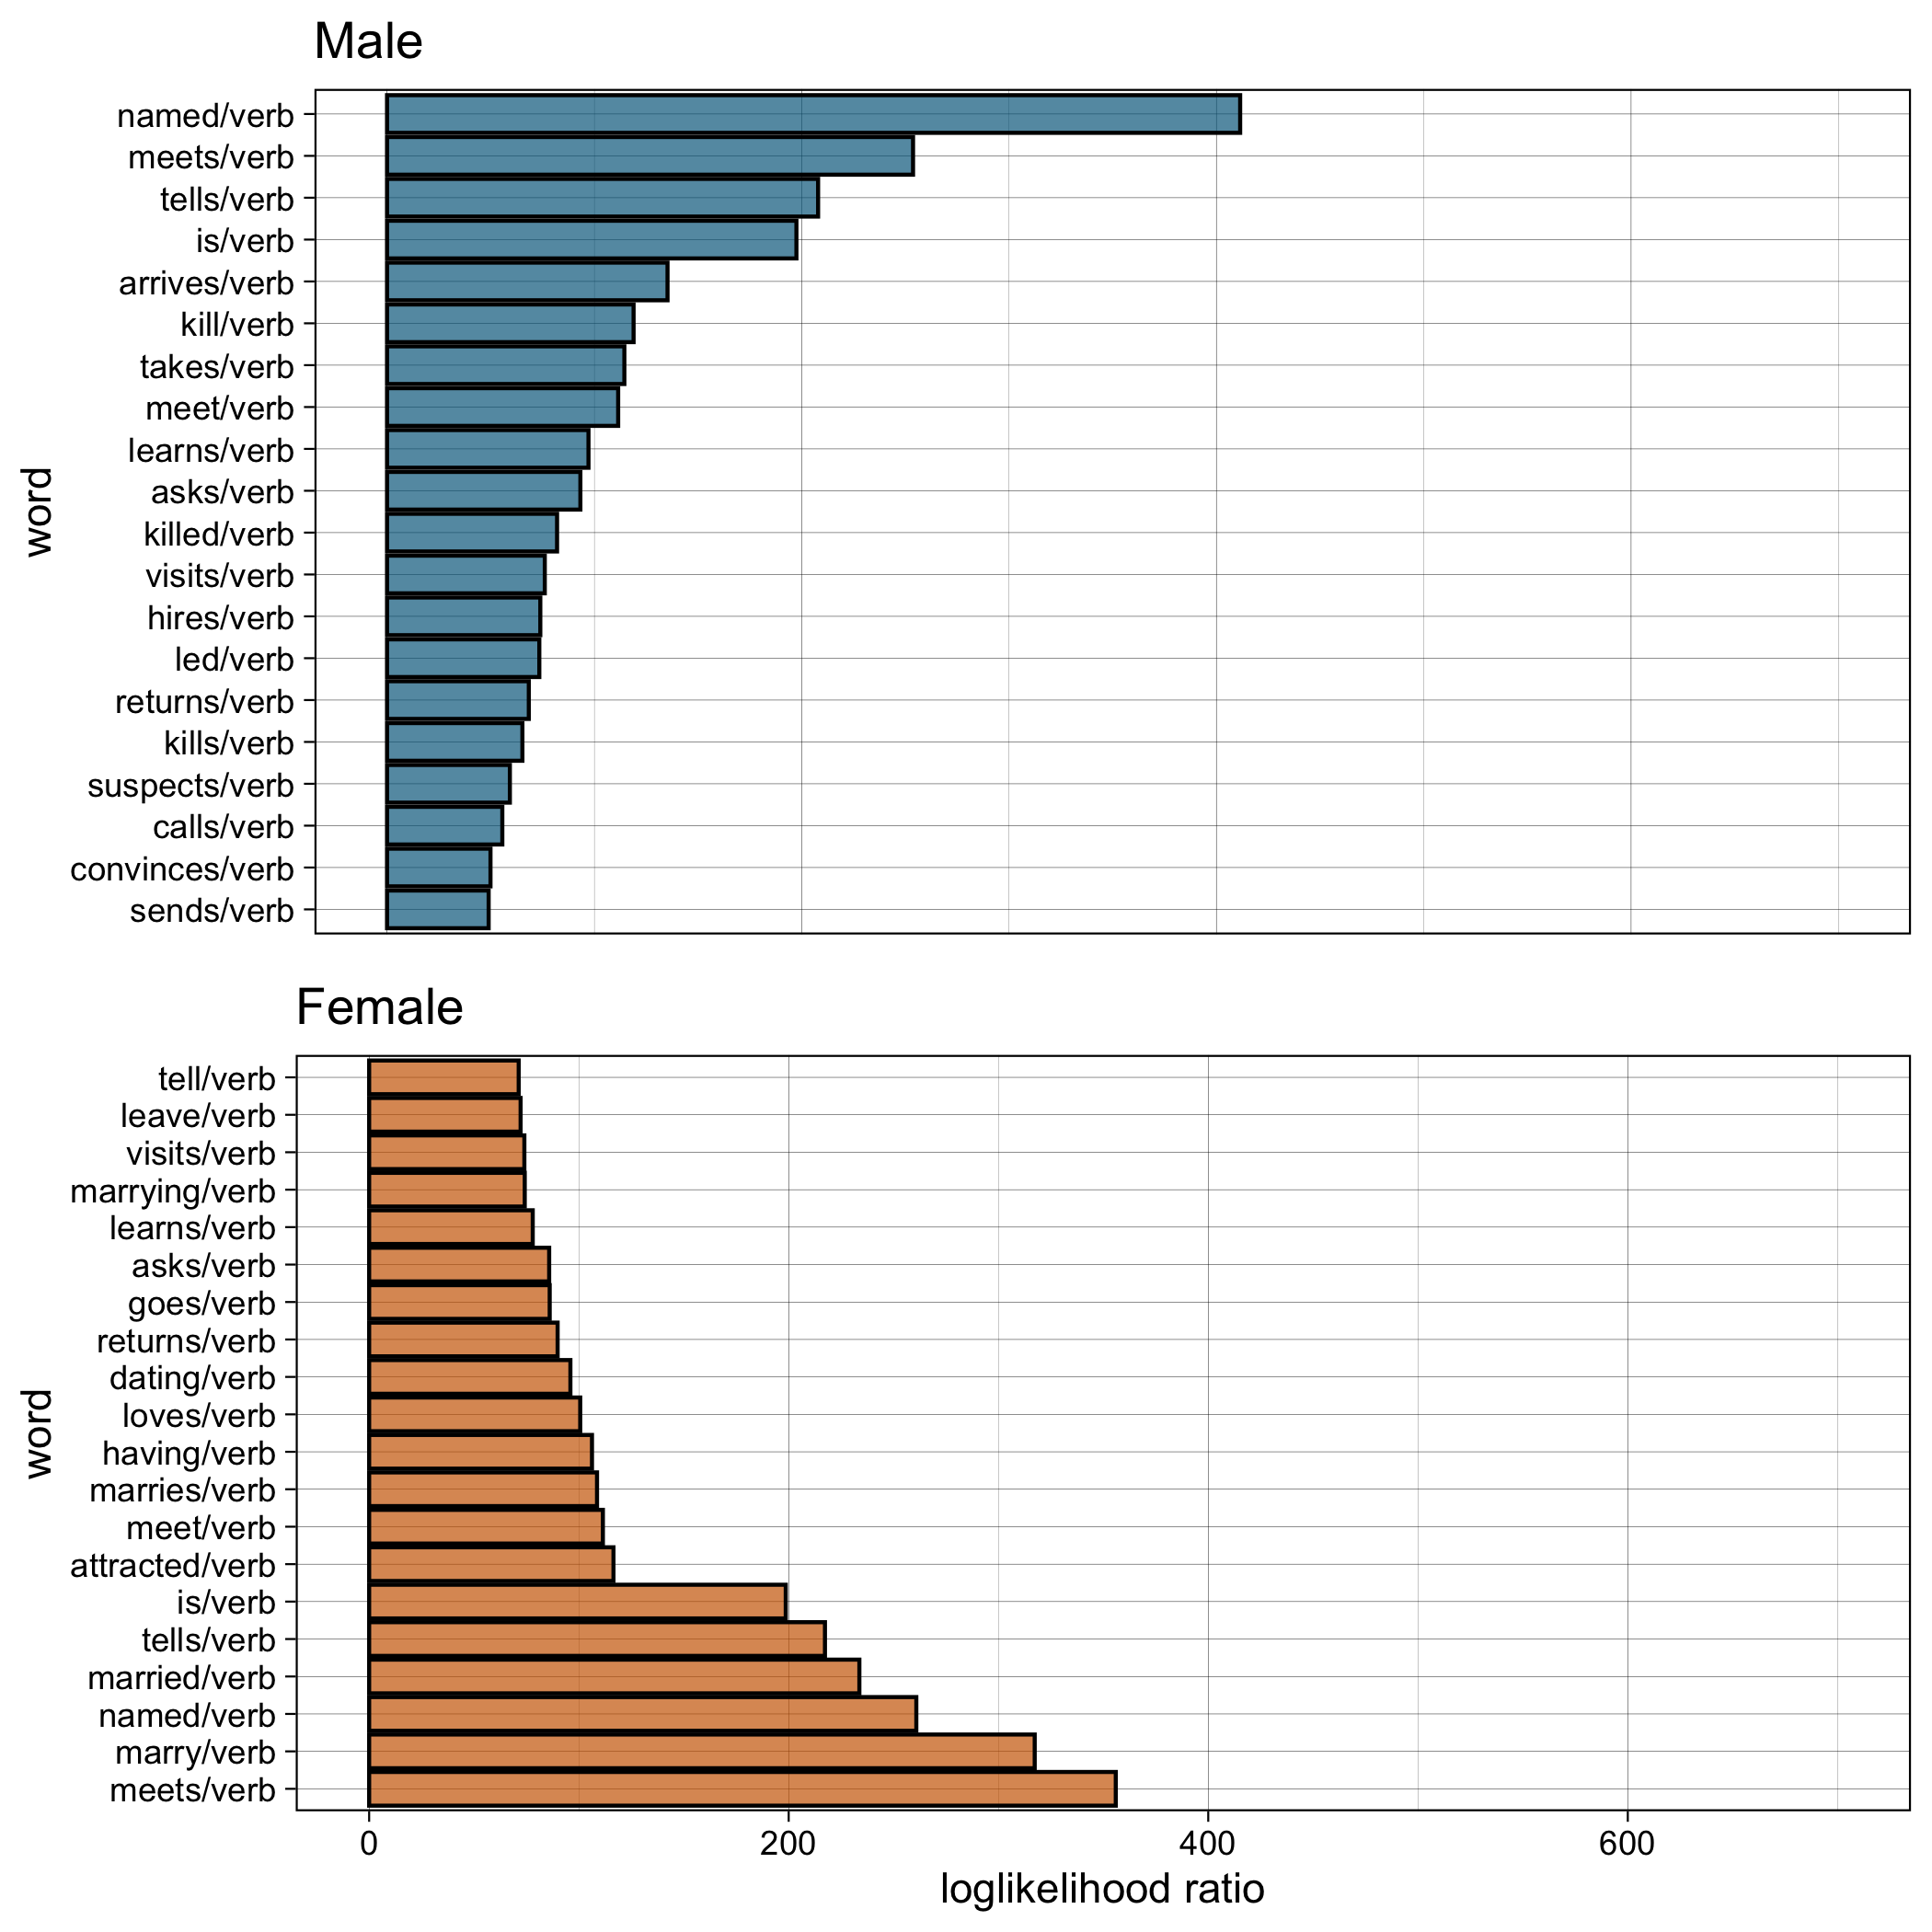 Male
named/verb
meets/verb
tells/verb
is/verb
arrives/verb
kill/verb
takes/verb
meet/verb
learns/verb
asks/verb
killed/verb
visits/verb
hires/verb
led/verb
returns/verb
kills/verb
suspects/verb
calls/verb
convinces/verb
sends/verb
word
Female
tell/verb
leave/verb
visits/verb
marrying/verb
learns/verb
asks/verb
goes/verb
returns/verb
dating/verb
loves/verb
having/verb
marries/verb
meet/verb
attracted/verb
is/verb
tells/verb
married/verb
named/verb
marry/verb
meets/verb
word
0 200 400 600
loglikelihood ratio